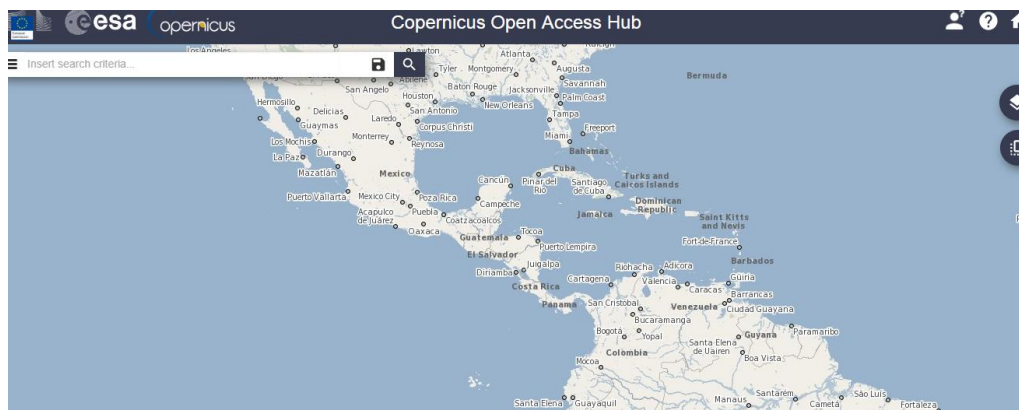 esa opernicus
Copernicus Open Access Hub
Insert search criteria...
Los Angeles
Lawton
Atlanta
Raleigh
San Diego
Abilene
Tyler
Montgomery
Augusta
Bermuda
San Angelo
Savannah
Hermosillo
Houston
Baton Rouge
Jacksonville
Palm Coast
Delicias
San Antonio
New Orleans
Guaymas
Laredo
Corpus Christi
Tampa
Los Mochis
Monterrey
Reynosa
Miami
Freeport
La Paz
Durango
Bahamas
Mazatlán
Mexico
Cuba
Cancún
Pinar del
Río
Santiago
de Cuba
Turks and
Caicos Islands
Puerto Vallarta
Mexico City
Poza Rica
Campeche
Dominican
Republic
Acapulco
de Juárez
Puebla
Coatzacoalcos
Jamaica
Saint Kitts
and Nevis
Oaxaca
Guatemala
Tocoa
Puerto Lempira
Fort-de-France
El Salvador
Juigalpa
Barbados
Diriamba
Riohacha
Adícora
Güiria
Costa Rica
Cartagena
Valencia
Caracas
Barrancas
Panama
San Cristóbal
Venezuela
Ciudad Guayana
Bucaramanga
Bogotá
Yopal
Guyana
Paramaribo
Santa Elena
de Uairen
Colombia
Boa Vista
Mocoa
Santa Elena
Guayaquil
Manaus
Santarém
Cametá
São Luís
Fortaleza